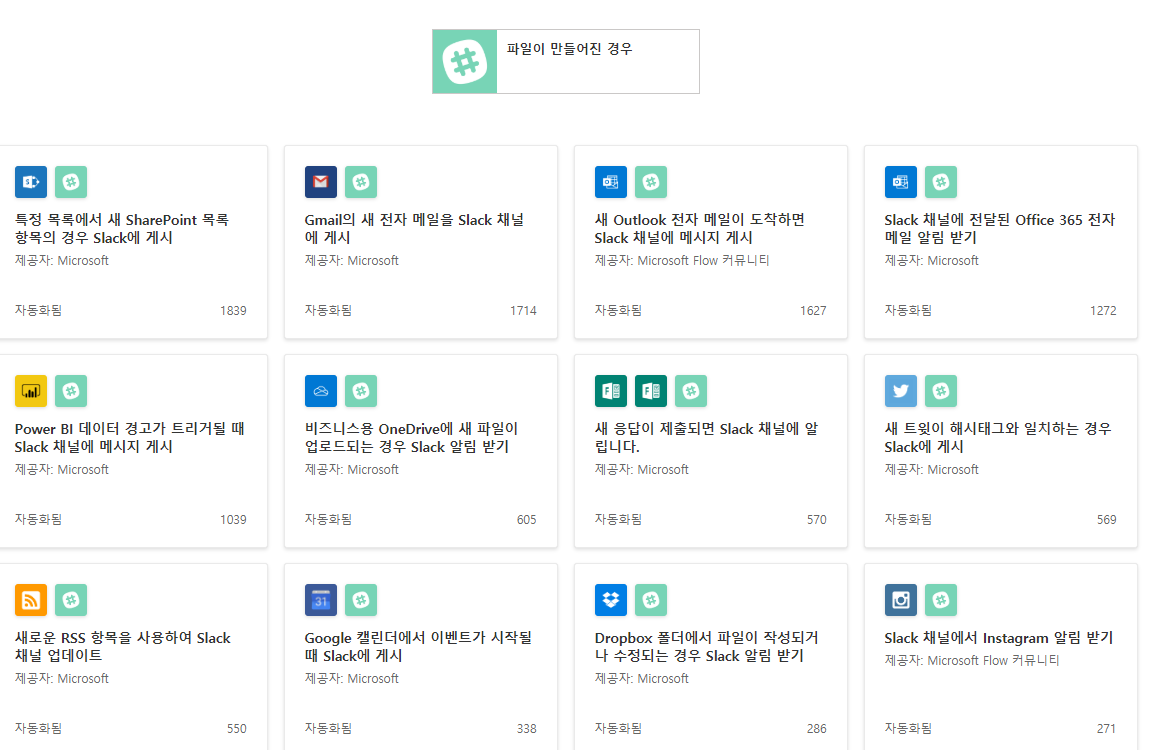 파일이 만들어진 경우
특정 목록에서 새 SharePoint 목록
항목의 경우 Slack에 게시
제공자: Microsoft
자동화됨 1839
Gmail의 새 전자 메일을 Slack 채널
에 게시
제공자: Microsoft
자동화됨 1714
새 Outlook 전자 메일이 도착하면
Slack 채널에 메시지 게시
제공자: Microsoft Flow 커뮤니티
자동화됨 1627
Slack 채널에 전달된 Office 365 전자
메일 알림 받기
제공자: Microsoft
자동화됨 1272
Power BI 데이터 경고가 트리거될 때
Slack 채널에 메시지 게시
제공자: Microsoft
자동화됨 1039
비즈니스용 OneDrive에 새 파일이
업로드되는 경우 Slack 알림 받기
제공자: Microsoft
자동화됨 605
새 응답이 제출되면 Slack 채널에 알
립니다.
제공자: Microsoft
자동화됨 570
새 트윗이 해시태그와 일치하는 경우
Slack에 게시
제공자: Microsoft
자동화됨 569
새로운 RSS 항목을 사용하여 Slack
채널 업데이트
제공자: Microsoft
자동화됨 550
31
Google 캘린더에서 이벤트가 시작될
때 Slack에 게시
제공자: Microsoft
자동화됨 338
Dropbox 폴더에서 파일이 작성되거
나 수정되는 경우 Slack 알림 받기
제공자: Microsoft
자동화됨 286
Slack 채널에서 Instagram 알림 받기
제공자: Microsoft Flow 커뮤니티
자동화됨 271